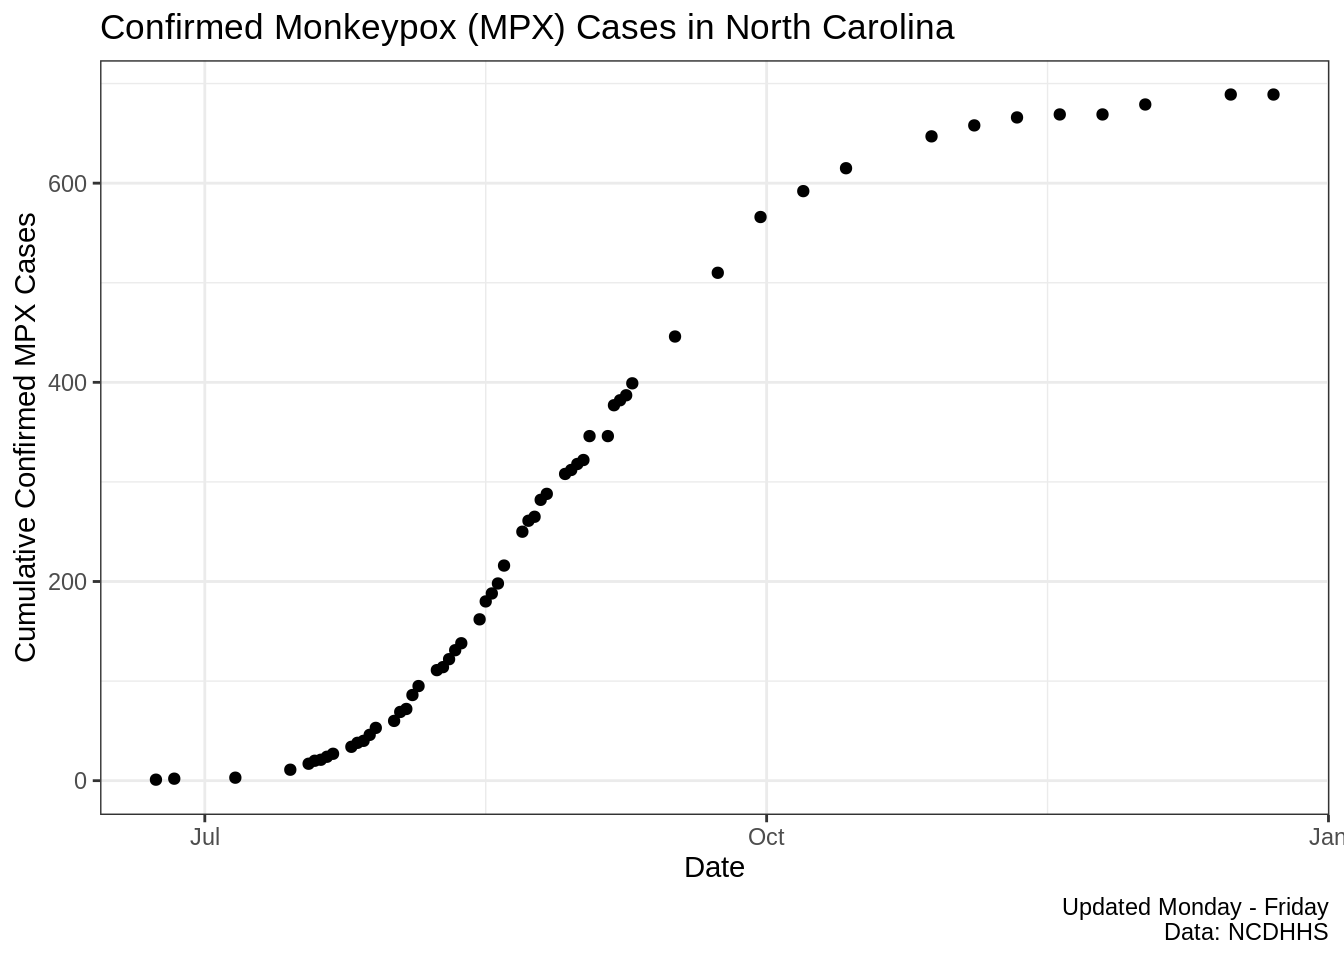 Confirmed Monkeypox (MPX) Cases in North Carolina
Cumulative Confirmed MPX Cases
600
400
200
0
Jul
Oct
Jan
Date
Updated Monday - Friday
Data: NCDHHS